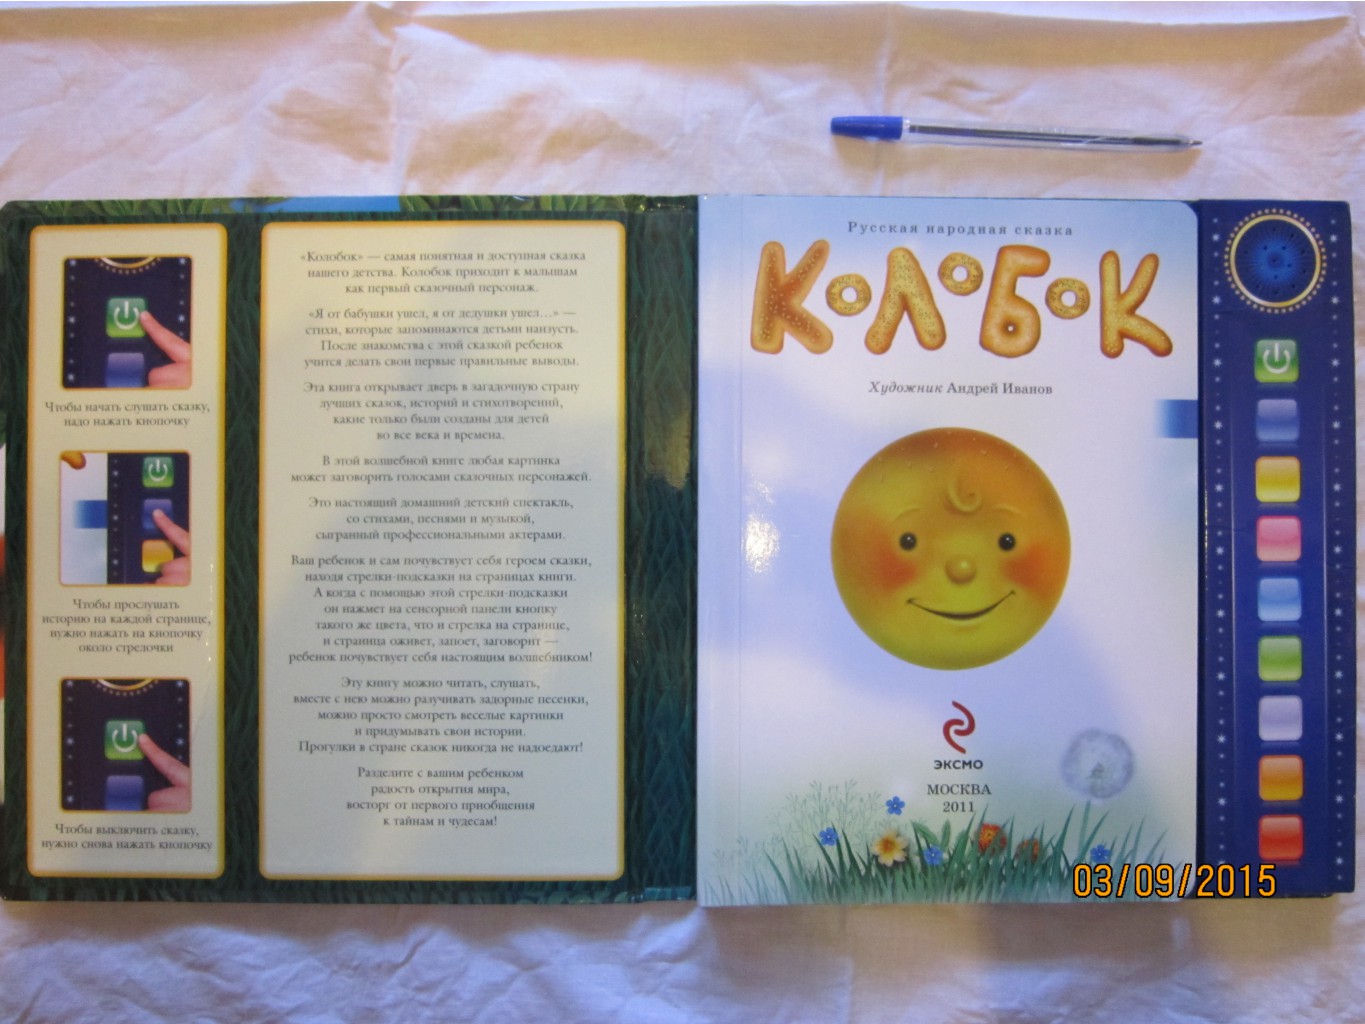 Чтобы начать слушать сказку,
надо нажать кнопочку
Чтобы прослушать
историю на каждой странице,
нужно нажать на кнопочку
около стрелочки
Чтобы выключить сказку,
нужно снова нажать кнопочку
«Колобок» — самая понятная и доступная сказка
нашего детства. Колобок приходит к малышам
как первый сказочный персонаж.
«Я от бабушки ушел, я от дедушки ушел...» —
стихи, которые запоминаются детьми наизусть.
После знакомства с этой сказкой ребенок
учится делать свои первые правильные выводы.
Эта книга открывает дверь в загадочную страну
лучших сказок, историй и стихотворений,
какие только были созданы для детей
во все века и времена.
В этой волшебной книге любая картинка
может заговорить голосами сказочных персонажей.
Это настоящий домашний детский спектакль,
со стихами, песнями и музыкой,
сыгранный профессиональными актерами.
Ваш ребенок и сам почувствует себя героем сказки,
находя стрелки-подсказки на страницах книги.
А когда с помощью этой стрелки-подсказки
он нажмет на сенсорной панели кнопку
такого же цвета, что и стрелка на странице,
и страница оживет, запоет, заговорит —
ребенок почувствует себя настоящим волшебником!
Эту книгу можно читать, слушать,
вместе с нею можно разучивать задорные песенки,
можно просто смотреть веселые картинки
и придумывать свои истории.
Прогулки в стране сказок никогда не надоедают!
Разделите с вашим ребенком
радость открытия мира,
восторг от первого приобщения
к тайнам и чудесам!
Русская народная сказка
КОЛОБОК
Художник Андрей Иванов
ЭКСМО
МОСКВА
2011
03/09/2015